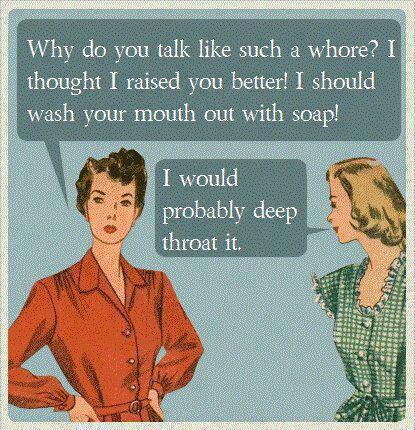 Why do you talk like such a whore? I
thought I raised you better! I should
wash your mouth out with soap!
I would
probably deep
throat it.